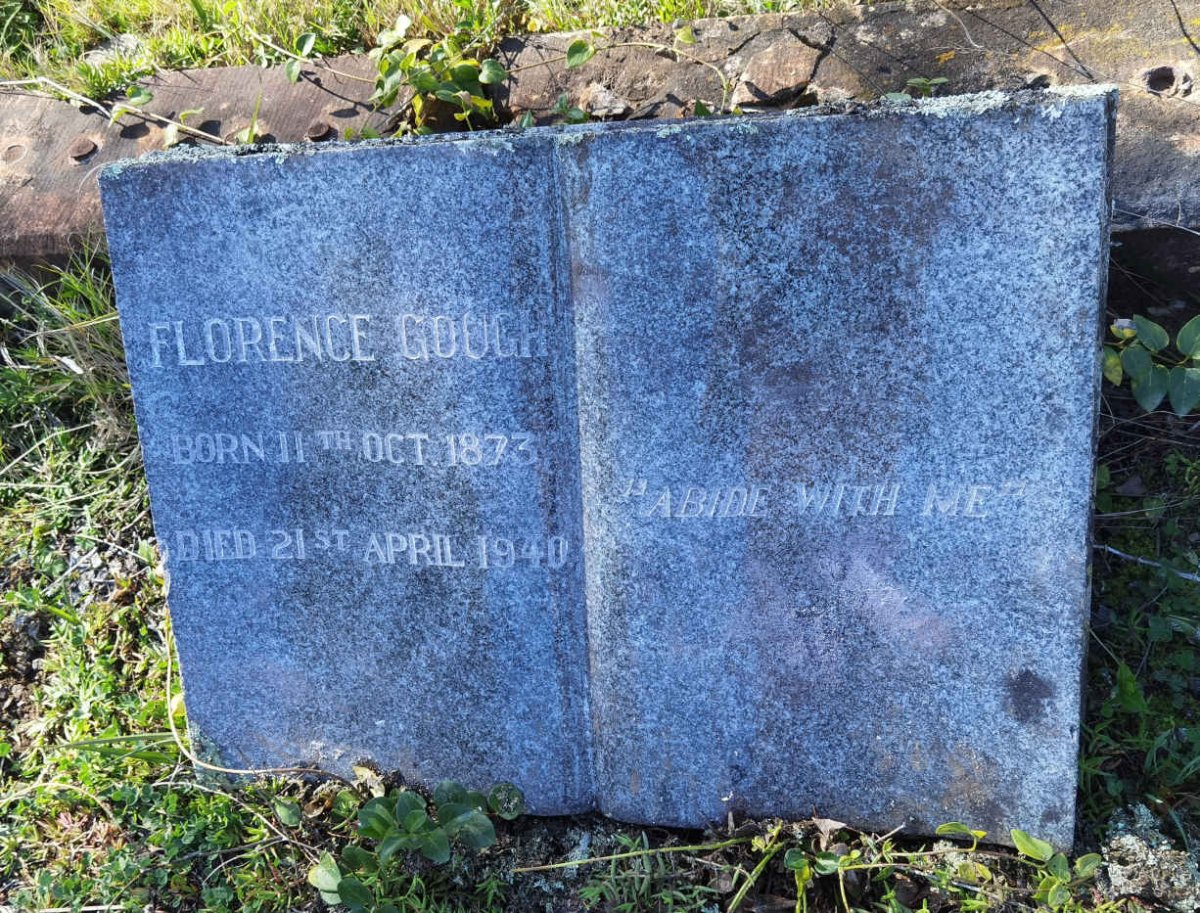 FLORENCE GOUGH
BORN 11TH OCT. 1873
DIED 21ST APRIL 1940
"ABIDE WITH ME"